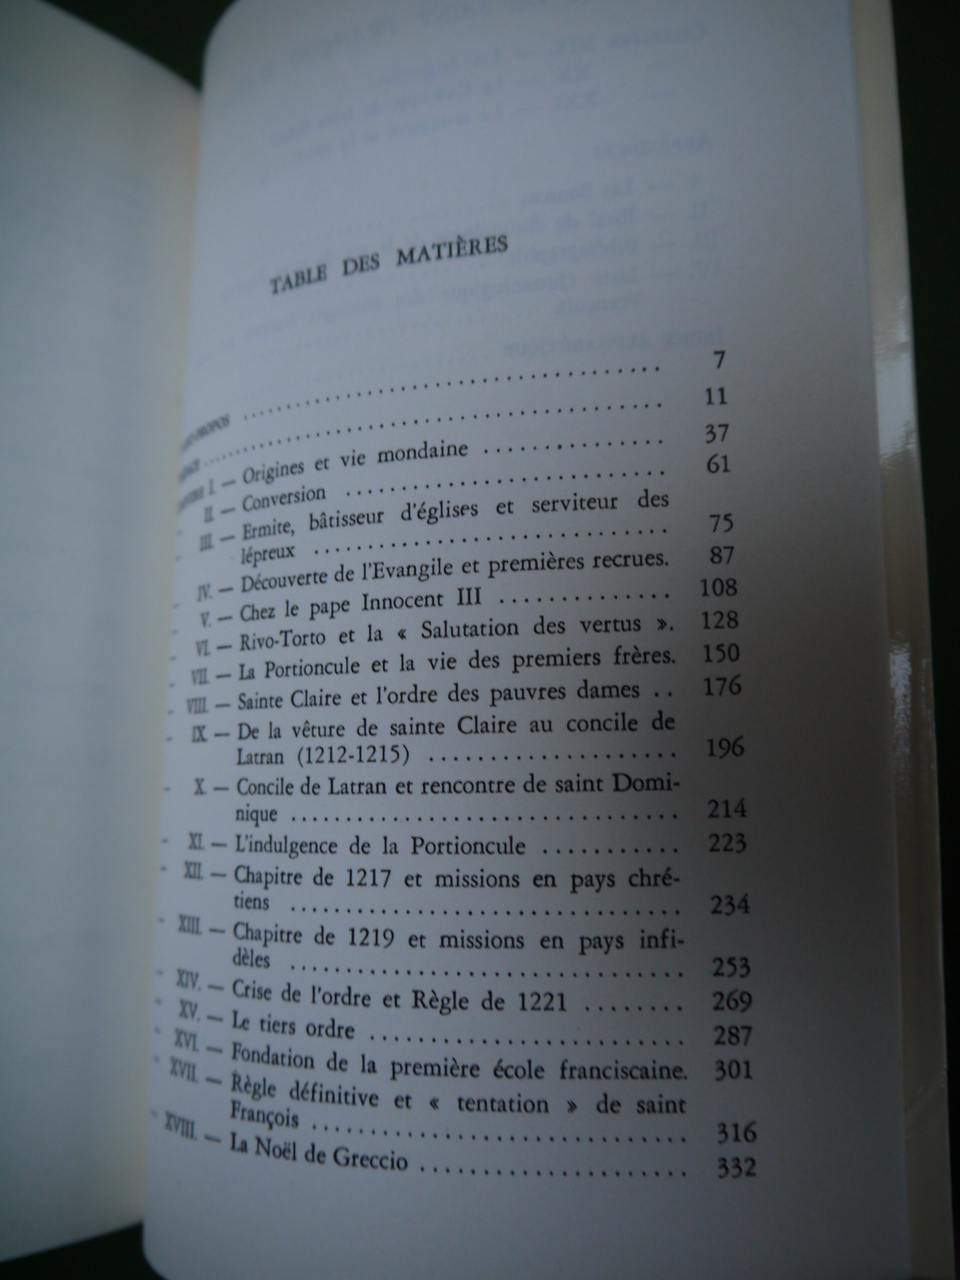 TABLE DES MATIÈRES
PROPOS .......... 7
.......... 11
I. — Origines et vie mondaine .......... 37
II. — Conversion .......... 61
III. — Ermite, bâtisseur d'églises et serviteur des
lépreux .......... 75
IV. — Découverte de l'Evangile et premières recrues. 87
V. — Chez le pape Innocent III .......... 108
VI. — Rivo-Torto et la « Salutation des vertus ». 128
VII. — La Portioncule et la vie des premiers frères. 150
VIII. — Sainte Claire et l'ordre des pauvres dames .. 176
IX. — De la vêture de sainte Claire au concile de
Latran (1212-1215) .......... 196
X. — Concile de Latran et rencontre de saint Domi-
nique .......... 214
XI. — L'indulgence de la Portioncule .......... 223
XII. — Chapitre de 1217 et missions en pays chré-
tiens .......... 234
XIII. — Chapitre de 1219 et missions en pays infi-
dèles .......... 253
XIV. — Crise de l'ordre et Règle de 1221 ........ 269
XV. — Le tiers ordre .......... 287
XVI. — Fondation de la première école franciscaine. 301
XVII. — Règle définitive et « tentation » de saint
François .......... 316
XVIII. — La Noël de Greccio .......... 332